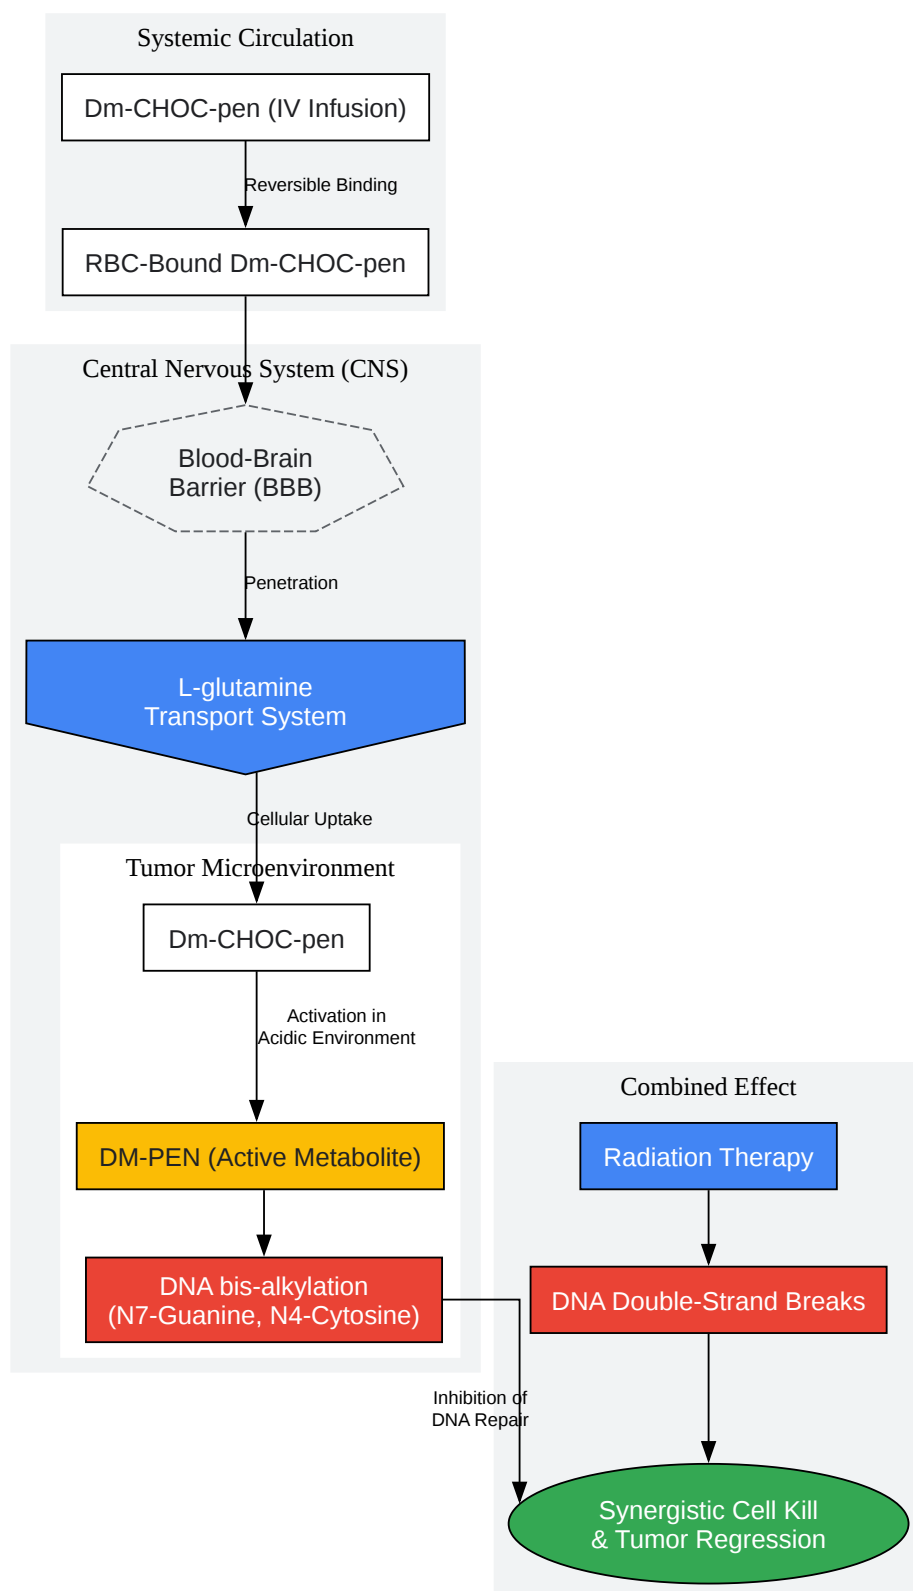 Systemic Circulation
Dm-CHOC-pen (IV Infusion)
Reversible Binding
RBC-Bound Dm-CHOC-pen
Central Nervous System (CNS)
Blood-Brain
Barrier (BBB)
Penetration
L-glutamine
Transport System
Cellular Uptake
Tumor Microenvironment
Dm-CHOC-pen
Activation in
Acidic Environment
DM-PEN (Active Metabolite)
DNA bis-alkylation
(N7-Guanine, N4-Cytosine)
Combined Effect
Radiation Therapy
DNA Double-Strand Breaks
Inhibition of
DNA Repair
Synergistic Cell Kill
& Tumor Regression